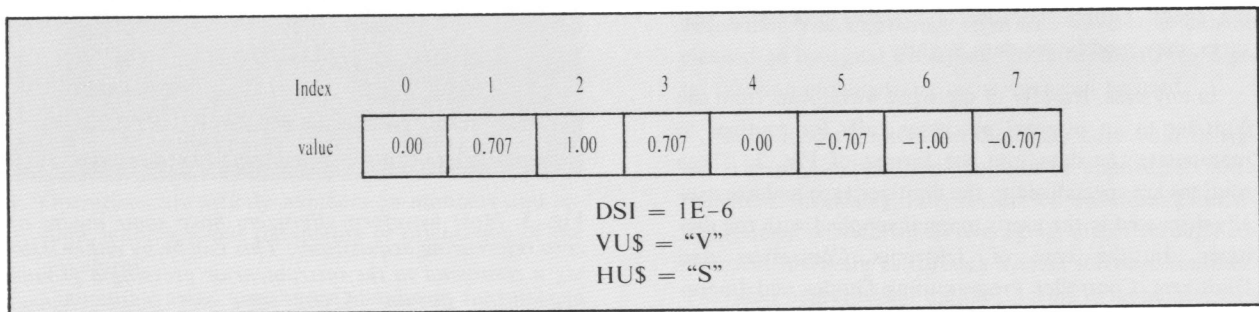 Index 0 1 2 3 4 5 6 7
value 0.00 0.707 1.00 0.707 0.00 −0.707 −1.00 −0.707
DSI = 1E–6
VU$ = “V”
HU$ = “S”